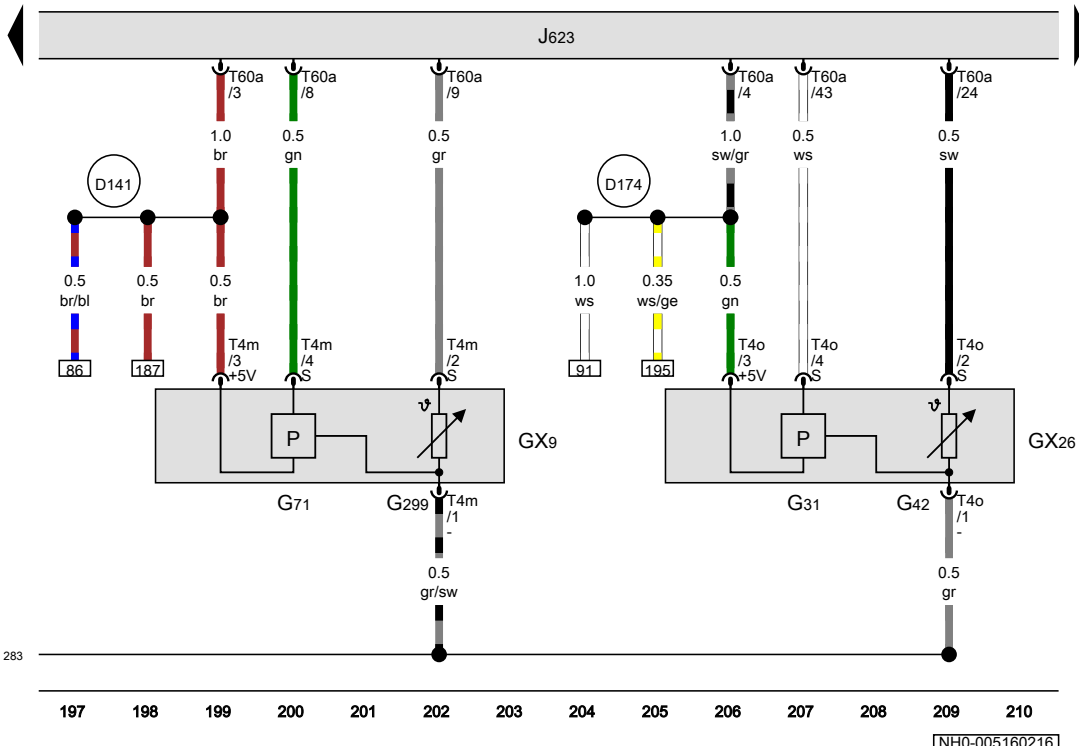 J623
T60a T60a T60a T60a T60a T60a
/3 /8 /9 /4 /43 /24
1.0 0.5 0.5 1.0 0.5 0.5
br gn gr sw/gr ws sw
D141 D174
0.5 0.5 0.5 1.0 0.35 0.5
br/bl br br ws ws/ge gn
T4m T4m T4m T4o T4o T4o
/3 /4 /2 /3 /4 /2
86 187 +5V S S 91 195 +5V S S
ϑ ϑ
P GX9 P GX26
G71 G299 T4m G31 G42 T4o
/1 /1
- -
0.5 0.5
gr/sw gr
283
197 198 199 200 201 202 203 204 205 206 207 208 209 210
NH0-005160216